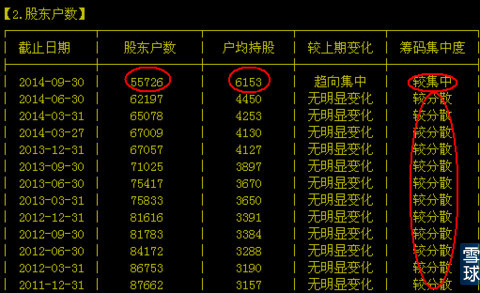 【2.股东户数】
截止日期 股东户数 户均持股 较上期变化 筹码集中度
2014-09-30 55726 6153 趋向集中 较集中
2014-06-30 62197 4450 无明显变化 较分散
2014-03-31 65078 4253 无明显变化 较分散
2014-03-27 67009 4130 无明显变化 较分散
2013-12-31 67057 4127 无明显变化 较分散
2013-09-30 71025 3897 无明显变化 较分散
2013-06-30 75417 3670 无明显变化 较分散
2013-03-31 75833 3650 无明显变化 较分散
2012-12-31 81616 3391 无明显变化 较分散
2012-09-30 81783 3384 无明显变化 较分散
2012-06-30 84172 3288 无明显变化 较分散
2012-03-31 86753 3190 无明显变化 较分散
2011-12-31 87662 3157 无明显变化 较分散
雪球